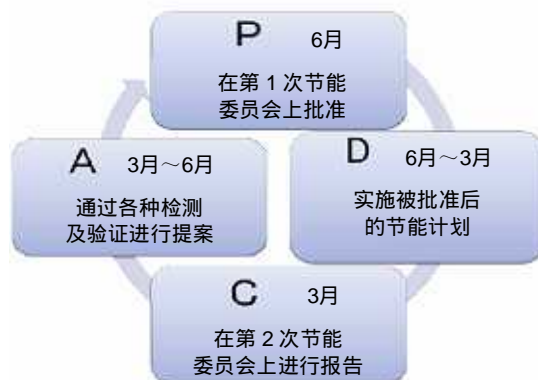 P 6月
在第 1 次节能
委员会上批准
A 3月～6月
通过各种检测
及验证进行提案
D 6月～3月
实施被批准后
的节能计划
C 3月
在第 2 次节能
委员会上进行报告